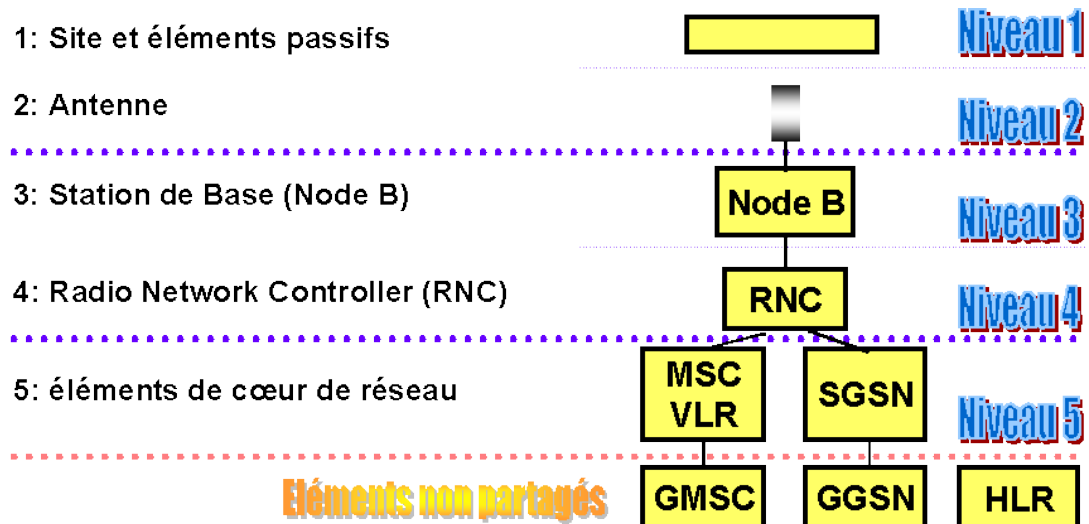 1: Site et éléments passifs
Niveau 1
2: Antenne
Niveau 2
3: Station de Base (Node B)
Node B
Niveau 3
4: Radio Network Controller (RNC)
RNC
Niveau 4
5: éléments de cœur de réseau
MSC
VLR
SGSN
Niveau 5
Eléments non partagés
GMSC
GGSN
HLR